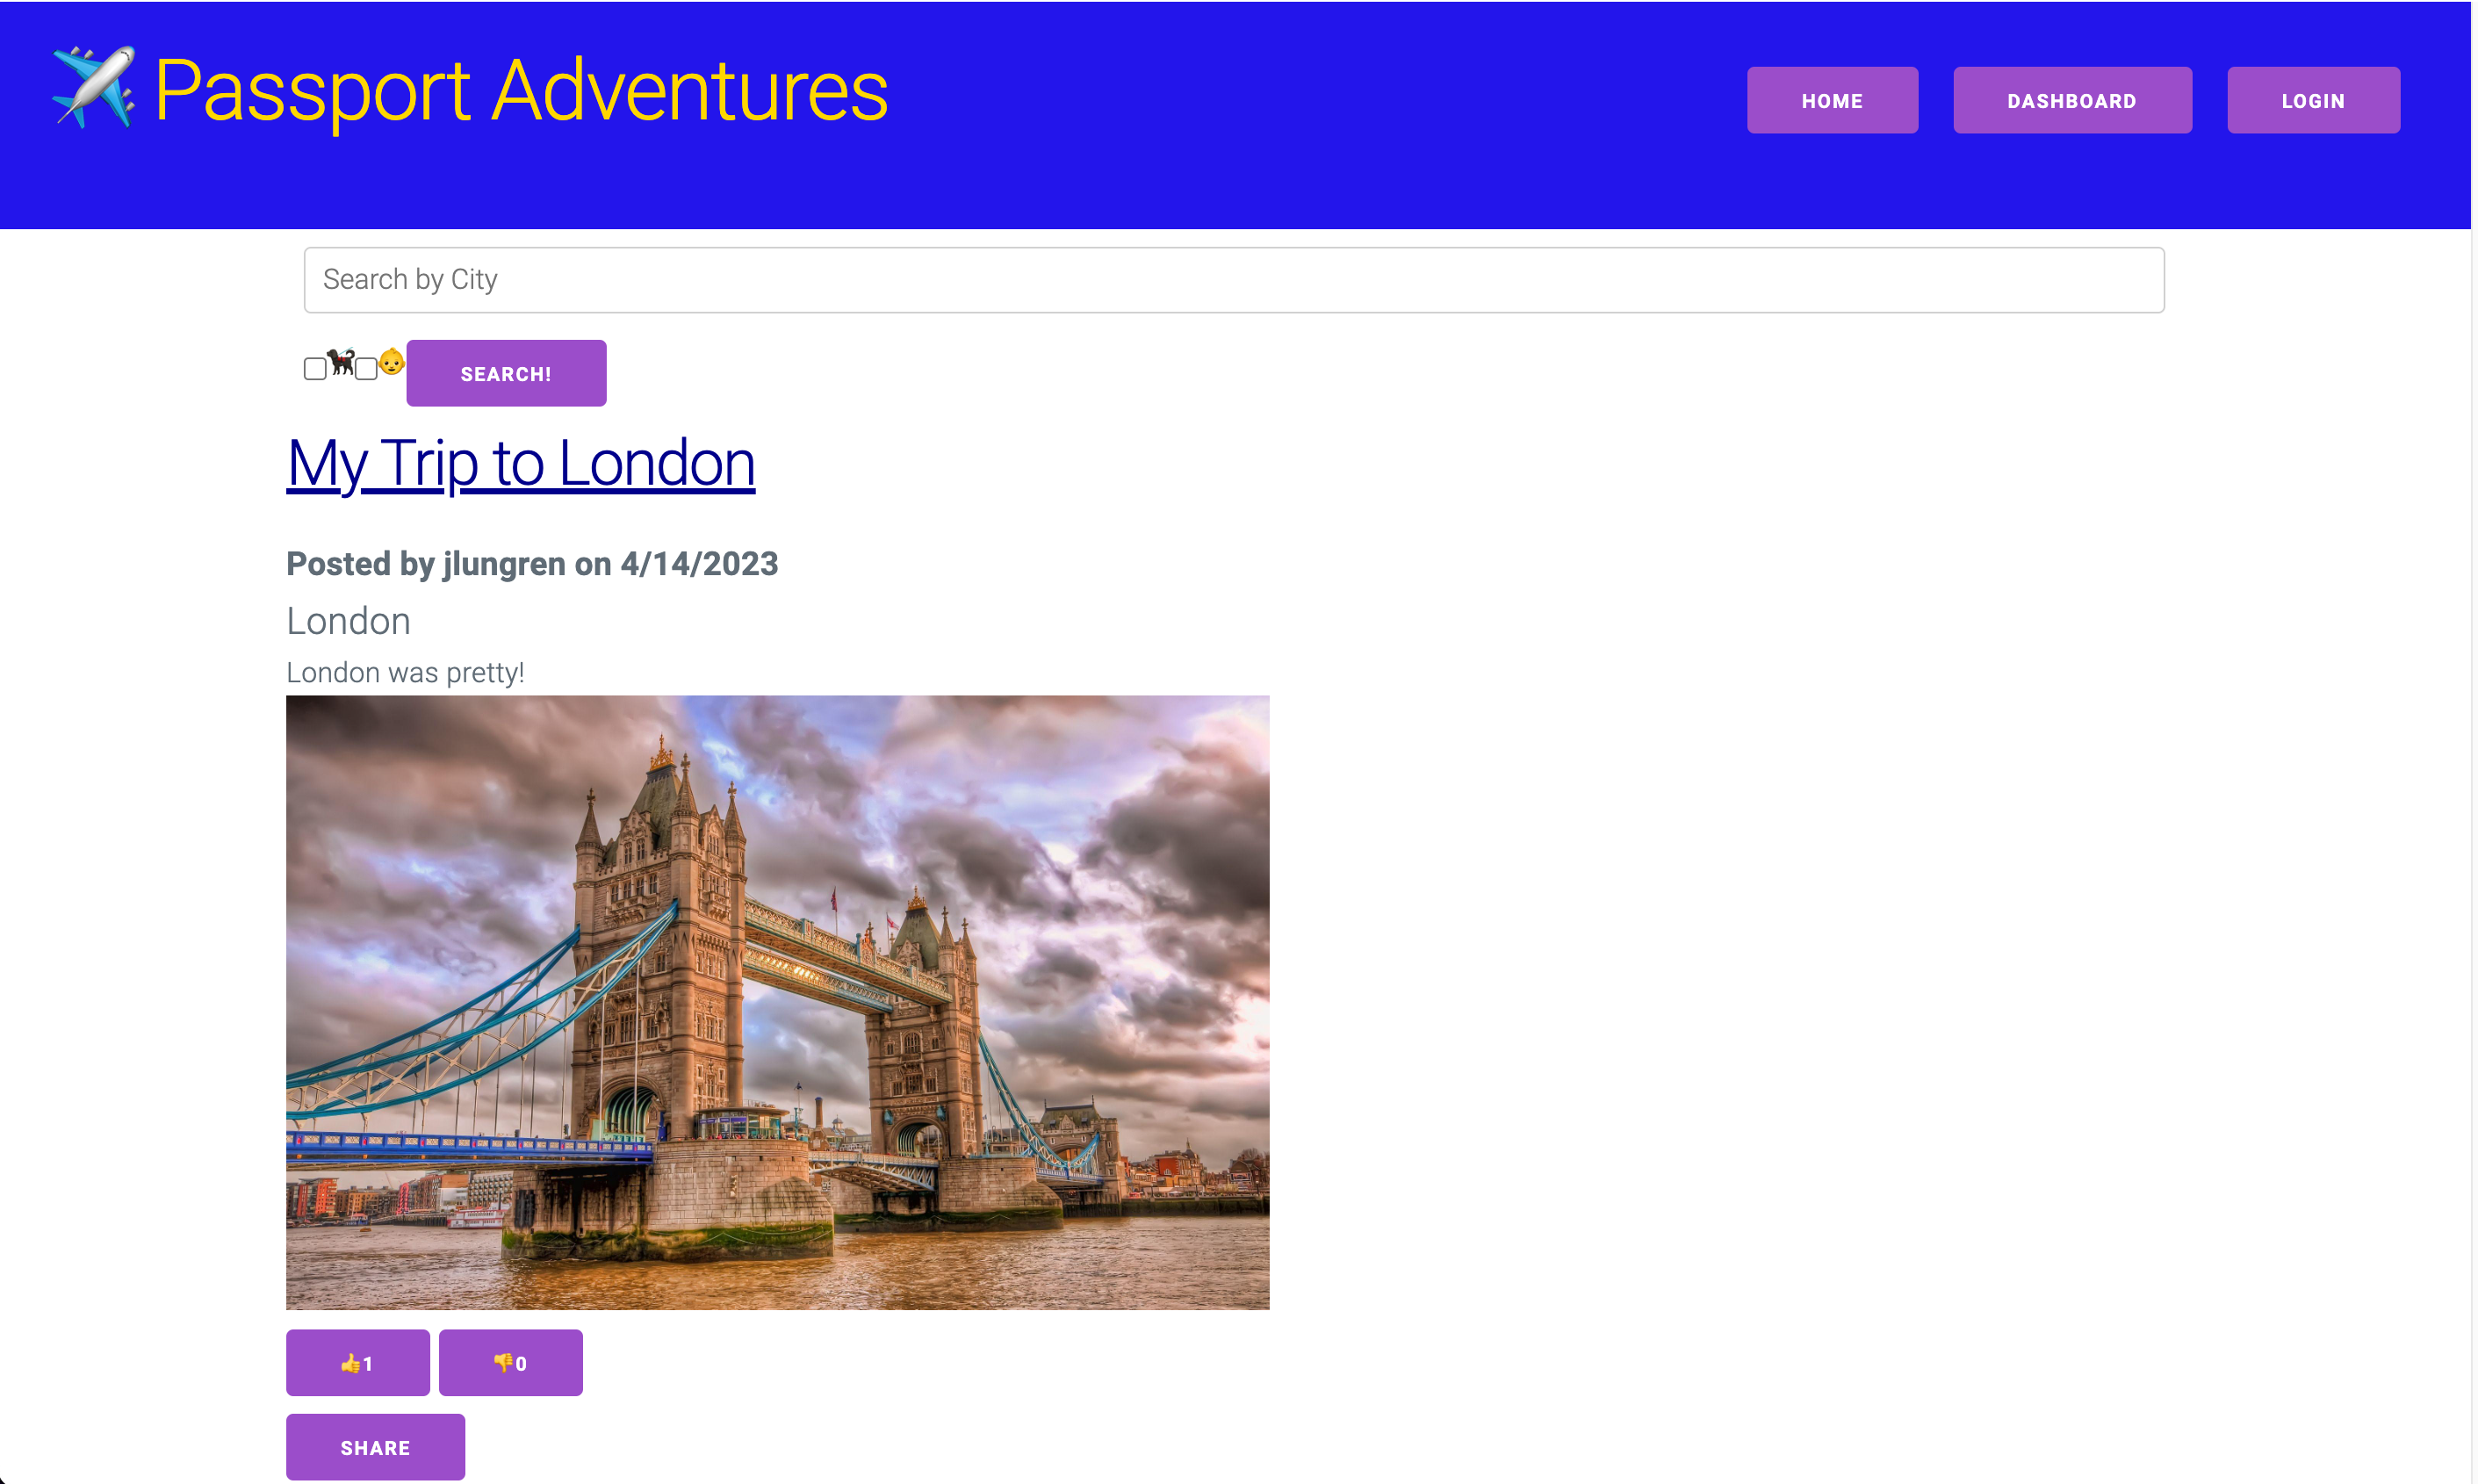 Passport Adventures
HOME DASHBOARD LOGIN
Search by City
SEARCH!
My Trip to London
Posted by jlungren on 4/14/2023
London
London was pretty!
👍1 👎0
SHARE